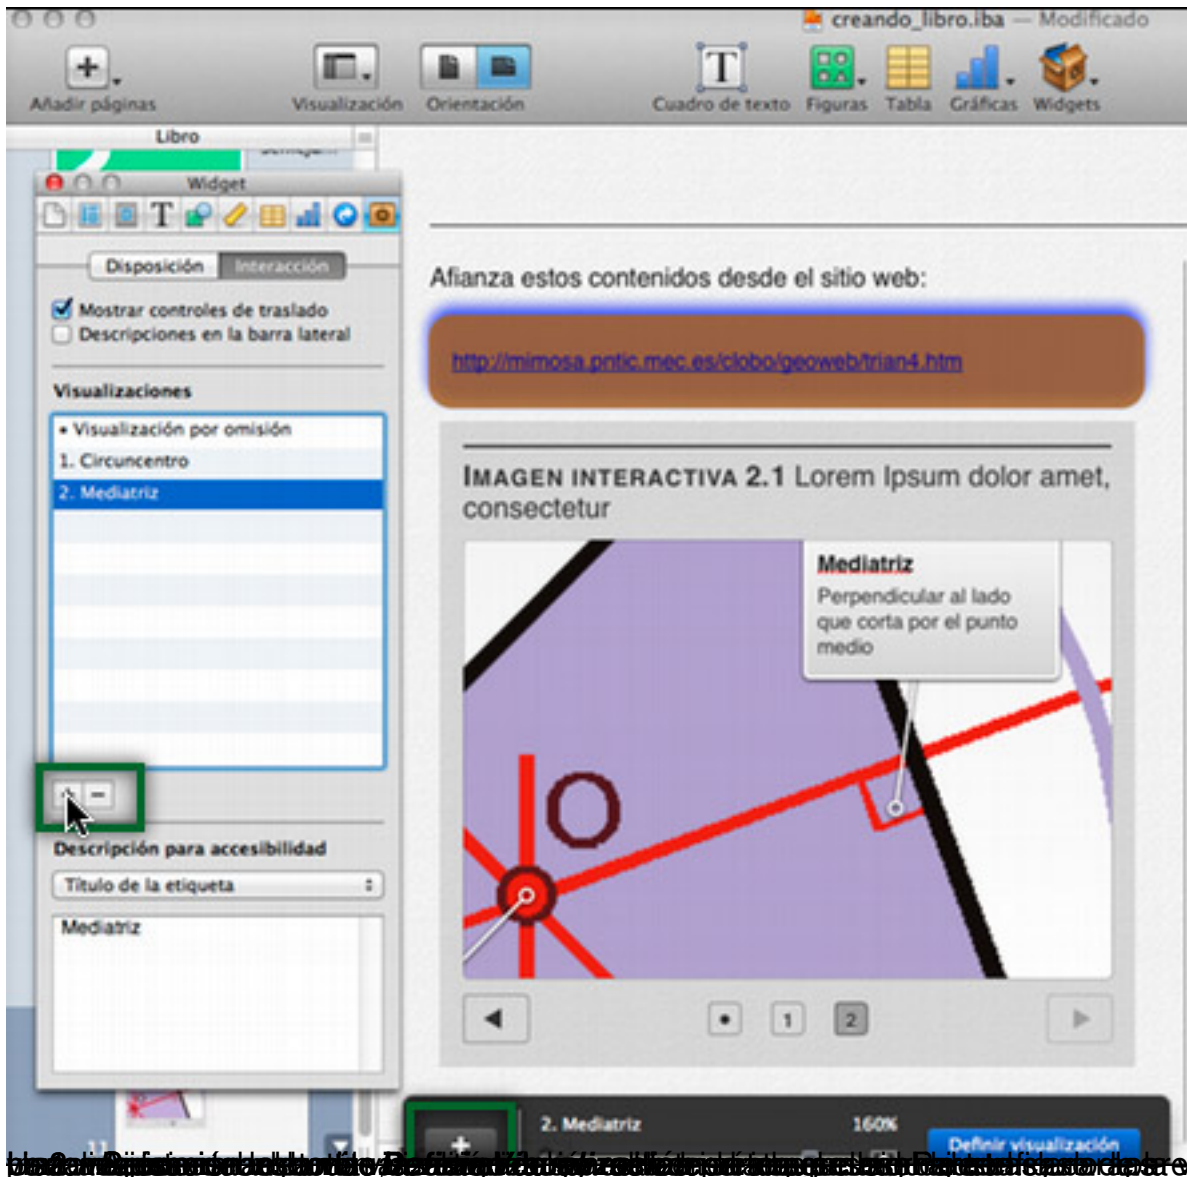 creando_libro.iba — Modificado
Añadir páginas
Visualización
Orientación
T
Cuadro de texto
Figuras
Tabla
Gráficas
Widgets
Libro
Widget
T
Disposición
Interacción
Mostrar controles de traslado
Descripciones en la barra lateral
Visualizaciones
• Visualización por omisión
1. Circuncentro
2. Mediatriz
Descripción para accesibilidad
Título de la etiqueta
Mediatriz
11
Afianza estos contenidos desde el sitio web:
http://mimosa.pntic.mec.es/clobo/geoweb/trian4.htm
IMAGEN INTERACTIVA 2.1 Lorem Ipsum dolor amet,
consectetur
Mediatriz
Perpendicular al lado
que corta por el punto
medio
O
1
2
2. Mediatriz
160%
Definir visualización